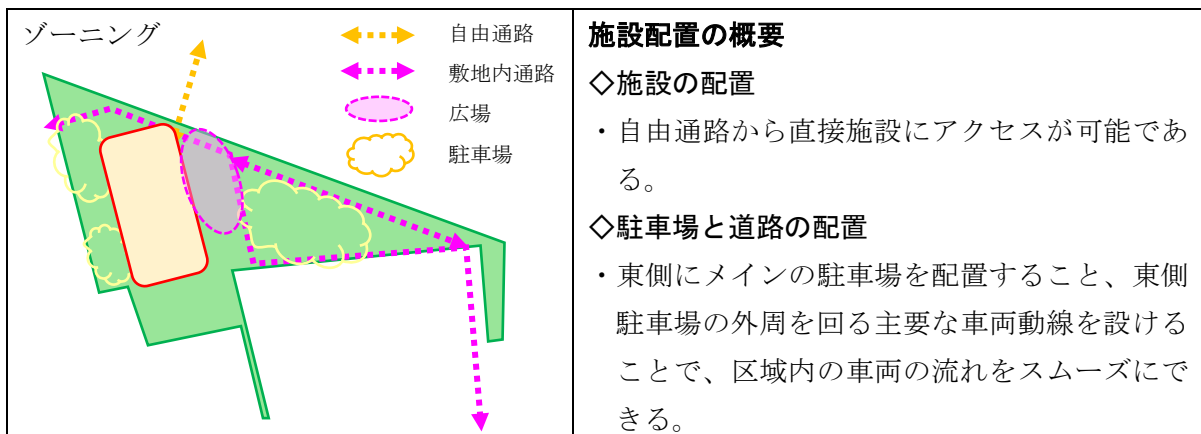 ゾーニング
自由通路
敷地内通路
広場
駐車場
施設配置の概要
◇施設の配置
・自由通路から直接施設にアクセスが可能であ
る。
◇駐車場と道路の配置
・東側にメインの駐車場を配置すること、東側
駐車場の外周を回る主要な車両動線を設ける
ことで、区域内の車両の流れをスムーズにで
きる。